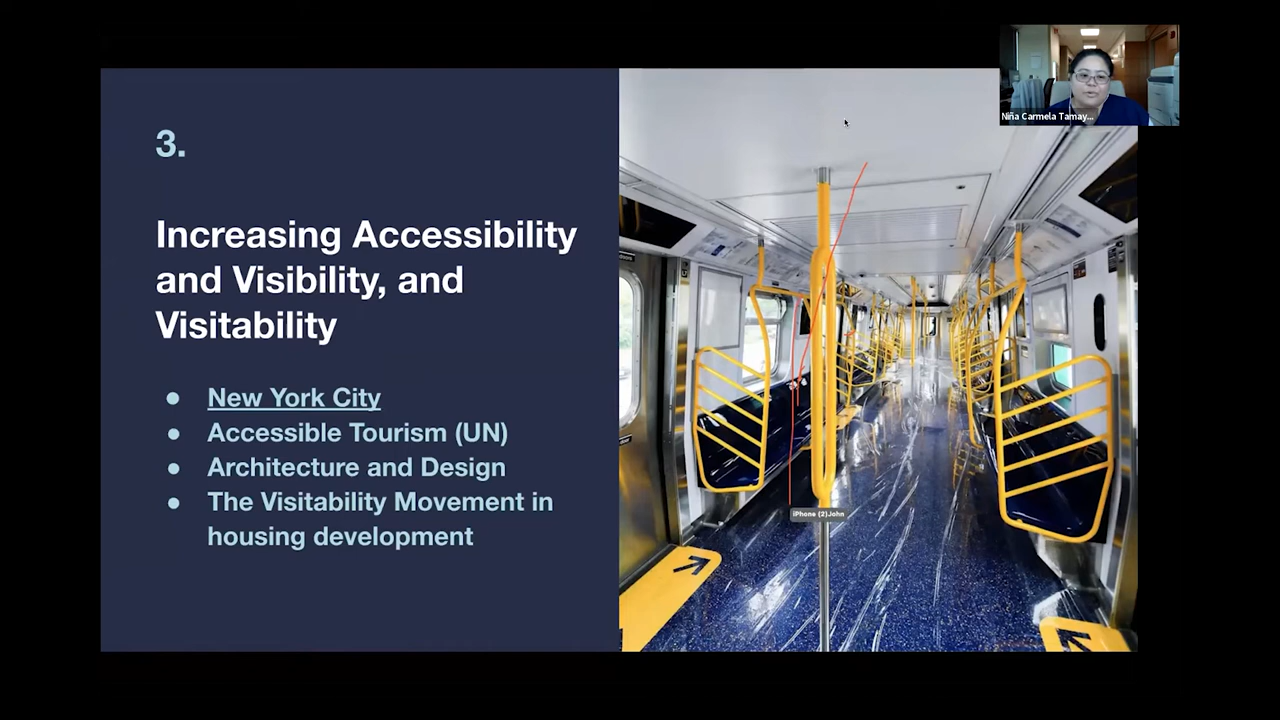 Niña Carmela Tamay...
3.
Increasing Accessibility
and Visibility, and
Visitability
● New York City
● Accessible Tourism (UN)
● Architecture and Design
● The Visitability Movement in
housing development
iPhone (2)John